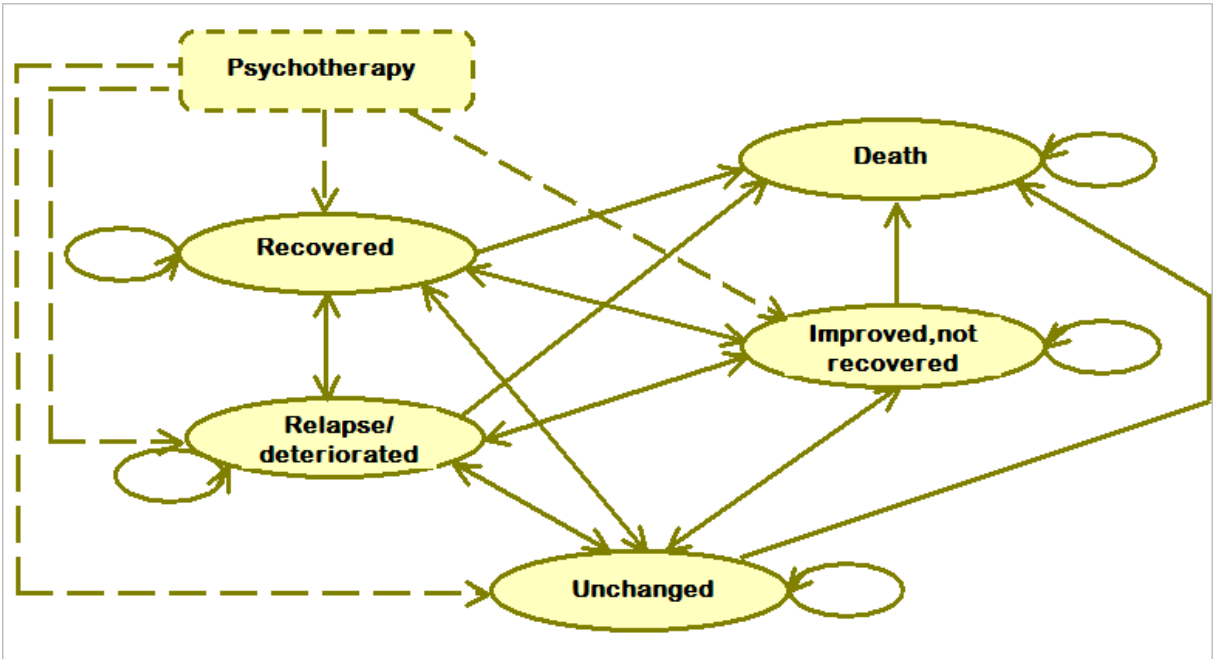 Psychotherapy
Death
Recovered
Improved,not
recovered
Relapse/
deteriorated
Unchanged